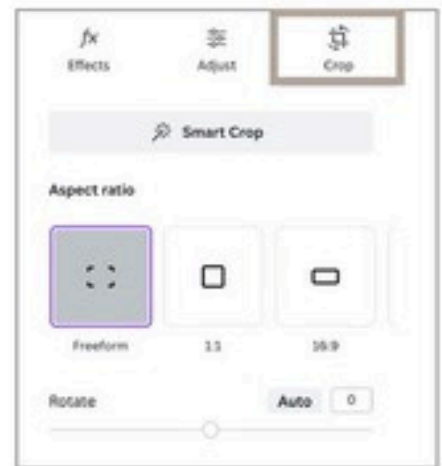 fx
Effects Adjust Crop
Smart Crop
Aspect ratio
Freeform 1:1 16:9
Rotate Auto 0